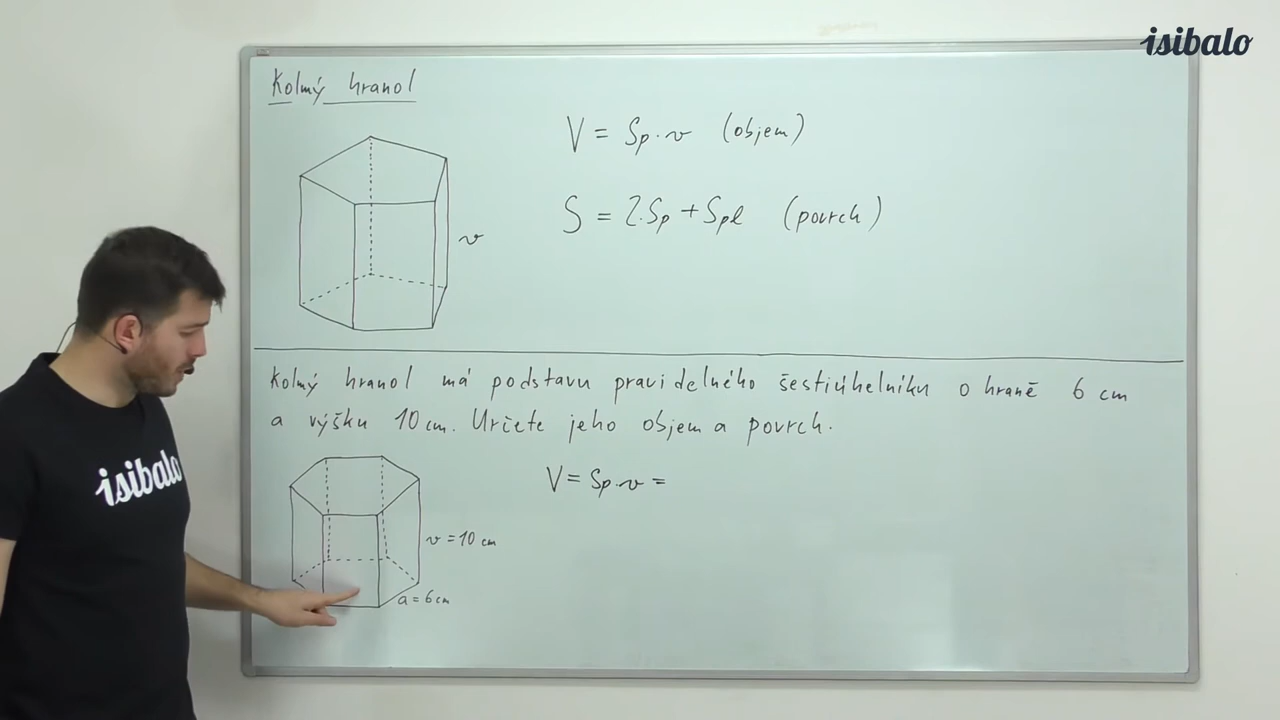 isibalo
Kolmý hranol
V = Sp·v (objem)
S = 2·Sp + Spl (povrch)
v
Kolmý hranol má podstavu pravidelného šestiúhelníku o hraně 6 cm
a výšku 10 cm. Určete jeho objem a povrch.
V = Sp·v =
v = 10 cm
a = 6 cm
isibalo